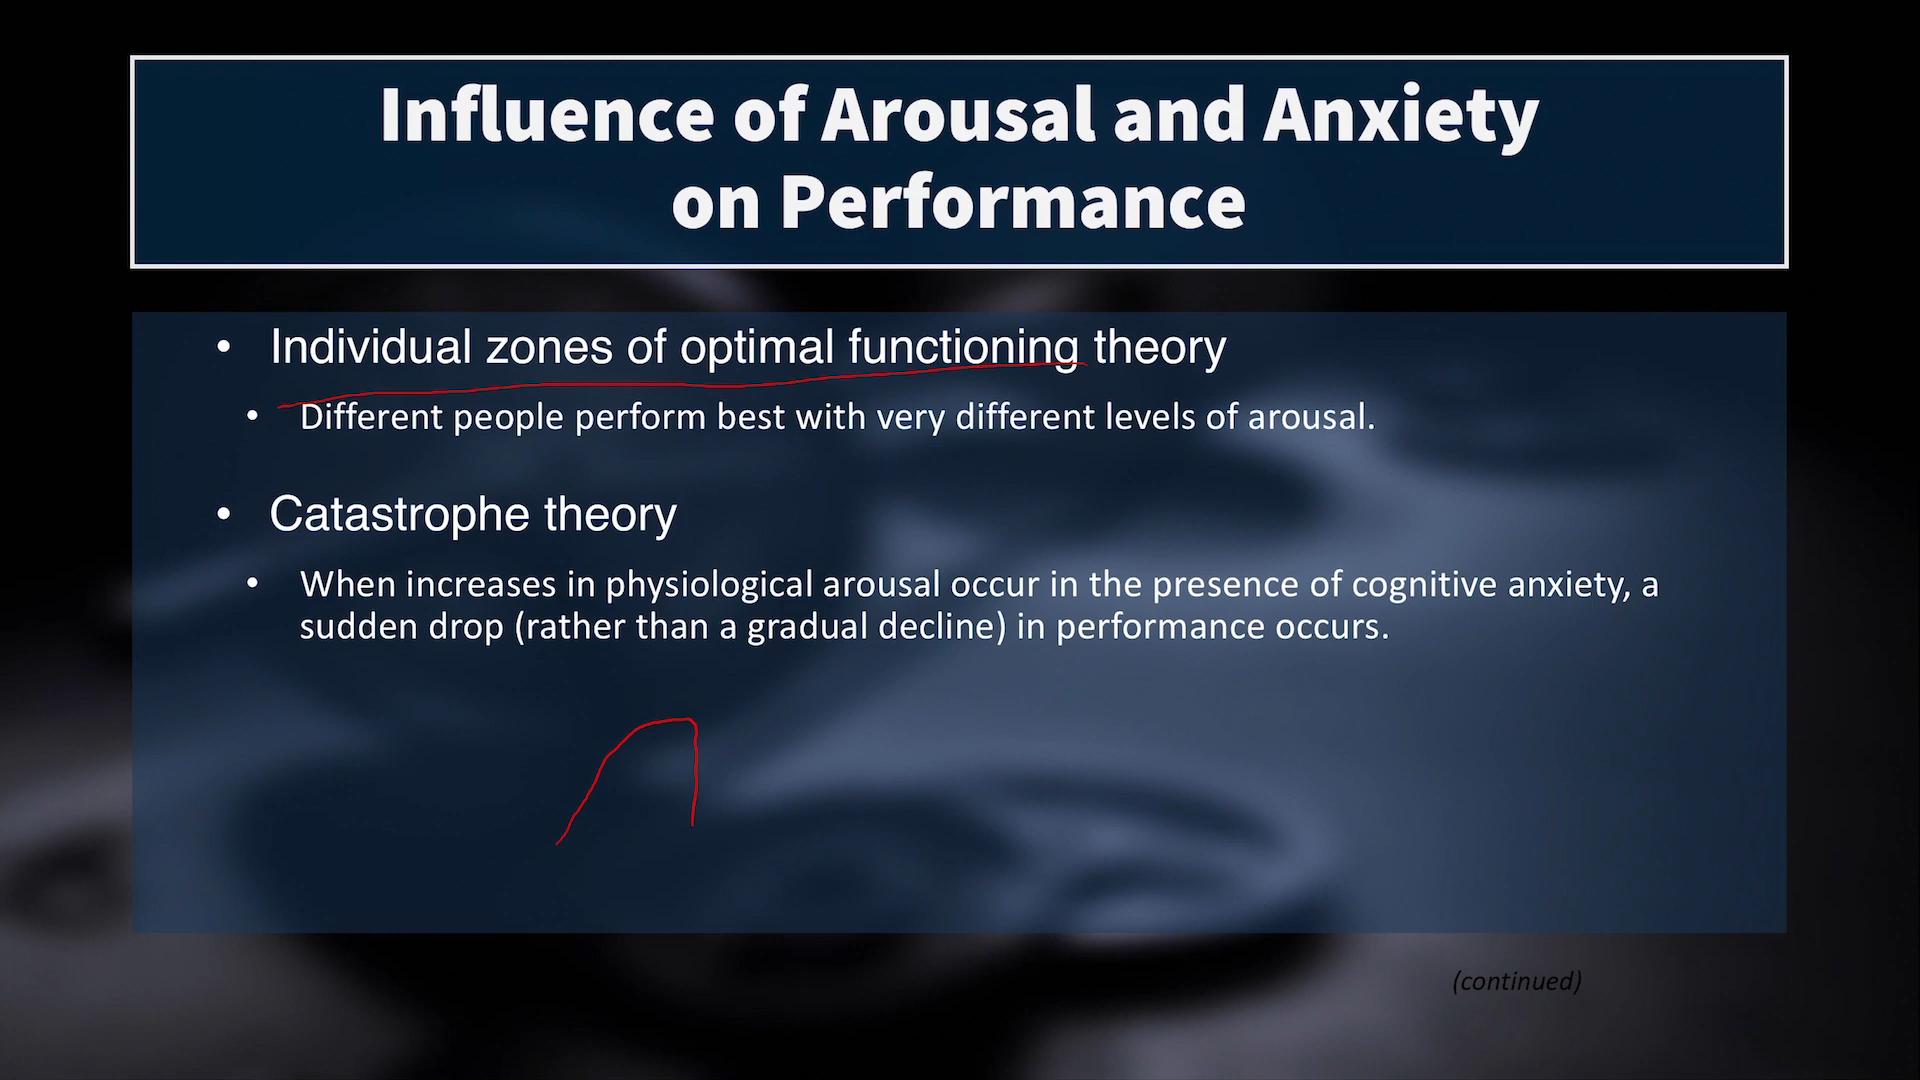 Influence of Arousal and Anxiety
on Performance
• Individual zones of optimal functioning theory
• Different people perform best with very different levels of arousal.
• Catastrophe theory
• When increases in physiological arousal occur in the presence of cognitive anxiety, a
sudden drop (rather than a gradual decline) in performance occurs.
(continued)